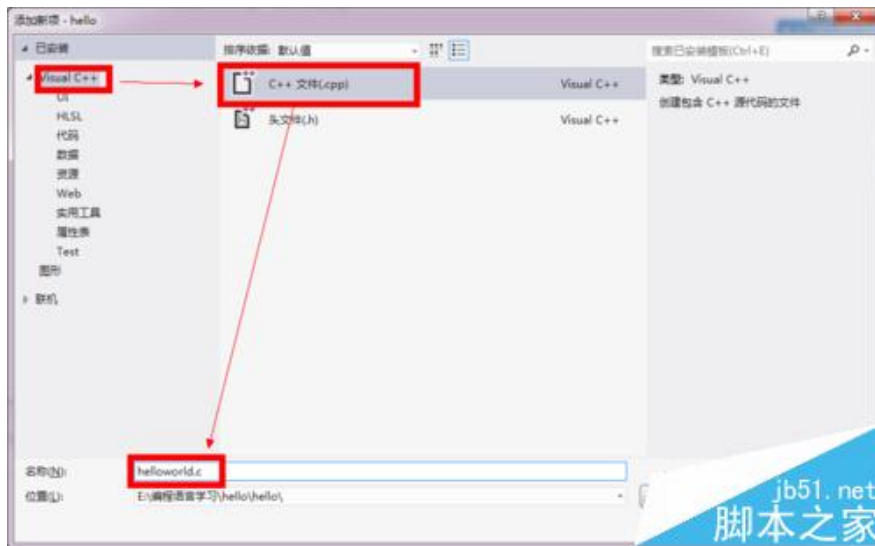 添加新项 - hello
已安装
排序依据: 默认值
搜索已安装模板(Ctrl+E)
Visual C++
C++ 文件(.cpp)
Visual C++
类型: Visual C++
创建包含 C++ 源代码的文件
UI
HLSL
头文件(.h)
Visual C++
代码
数据
资源
Web
实用工具
属性表
Test
图形
联机
名称(N):
helloworld.c
位置(L):
E:\编程语言学习\hello\hello\
jb51.net
脚本之家